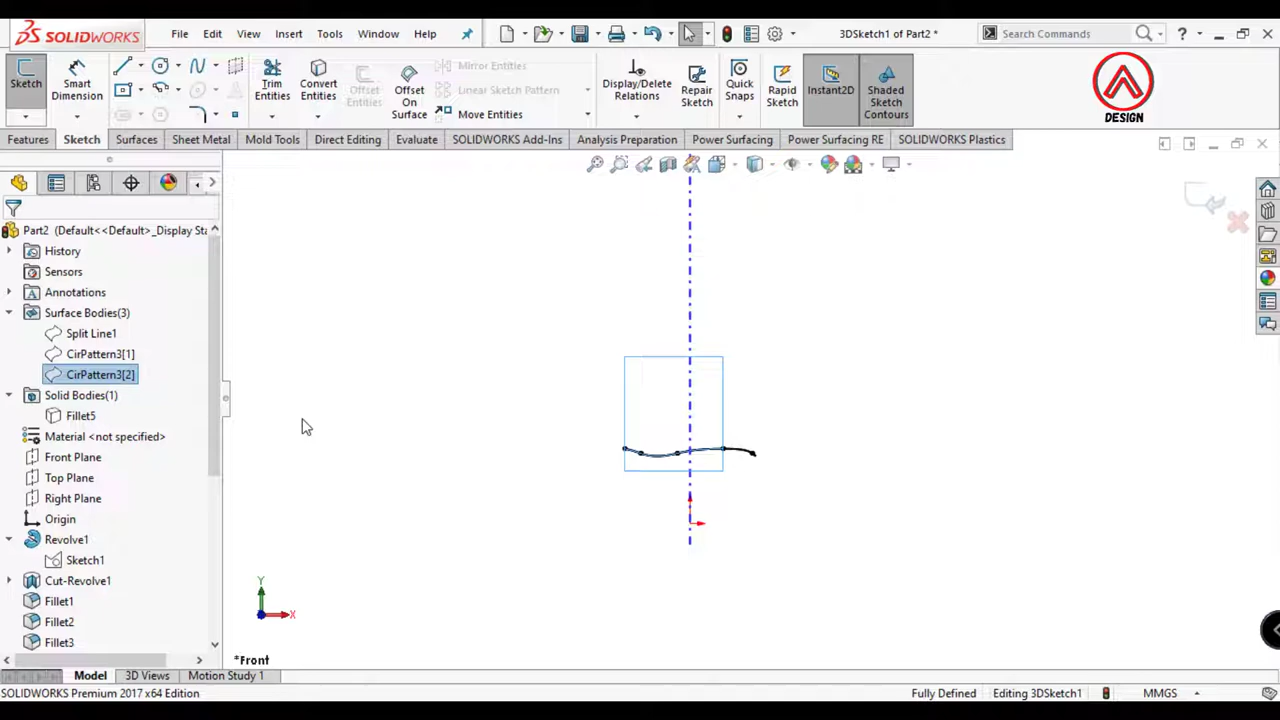 SOLIDWORKS File Edit View Insert Tools Window Help 3DSketch1 of Part2 * Search Commands ?
Sketch Smart Dimension Trim Entities Convert Entities Offset Entities Offset On Surface Mirror Entities Linear Sketch Pattern Move Entities Display/Delete Relations Repair Sketch Quick Snaps Rapid Sketch Instant2D Shaded Sketch Contours
DESIGN
Features Sketch Surfaces Sheet Metal Mold Tools Direct Editing Evaluate SOLIDWORKS Add-Ins Analysis Preparation Power Surfacing Power Surfacing RE SOLIDWORKS Plastics
Part2 (Default<<Default>_Display Sta
History
Sensors
Annotations
Surface Bodies(3)
Split Line1
CirPattern3[1]
CirPattern3[2]
Solid Bodies(1)
Fillet5
Material <not specified>
Front Plane
Top Plane
Right Plane
Origin
Revolve1
Sketch1
Cut-Revolve1
Fillet1
Fillet2
Fillet3
Y
X
*Front
Model 3D Views Motion Study 1
SOLIDWORKS Premium 2017 x64 Edition Fully Defined Editing 3DSketch1 MMGS